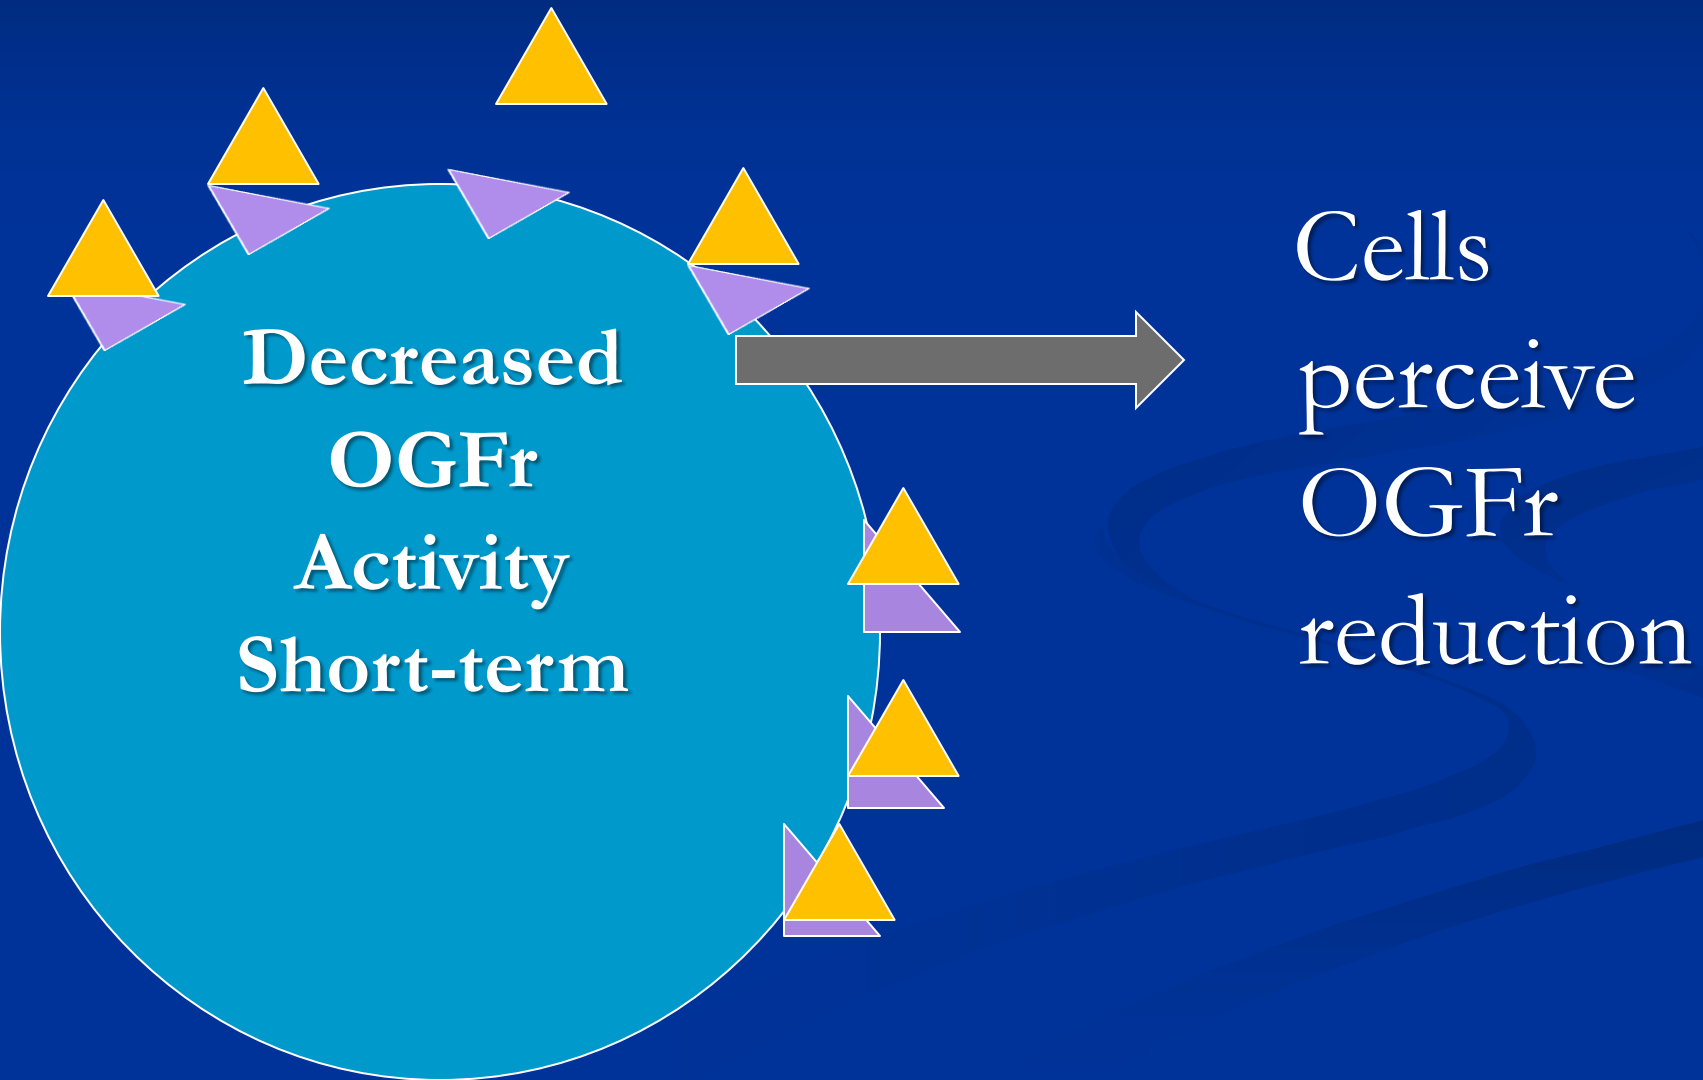 Decreased
OGFr
Activity
Short-term
Cells
perceive
OGFr
reduction